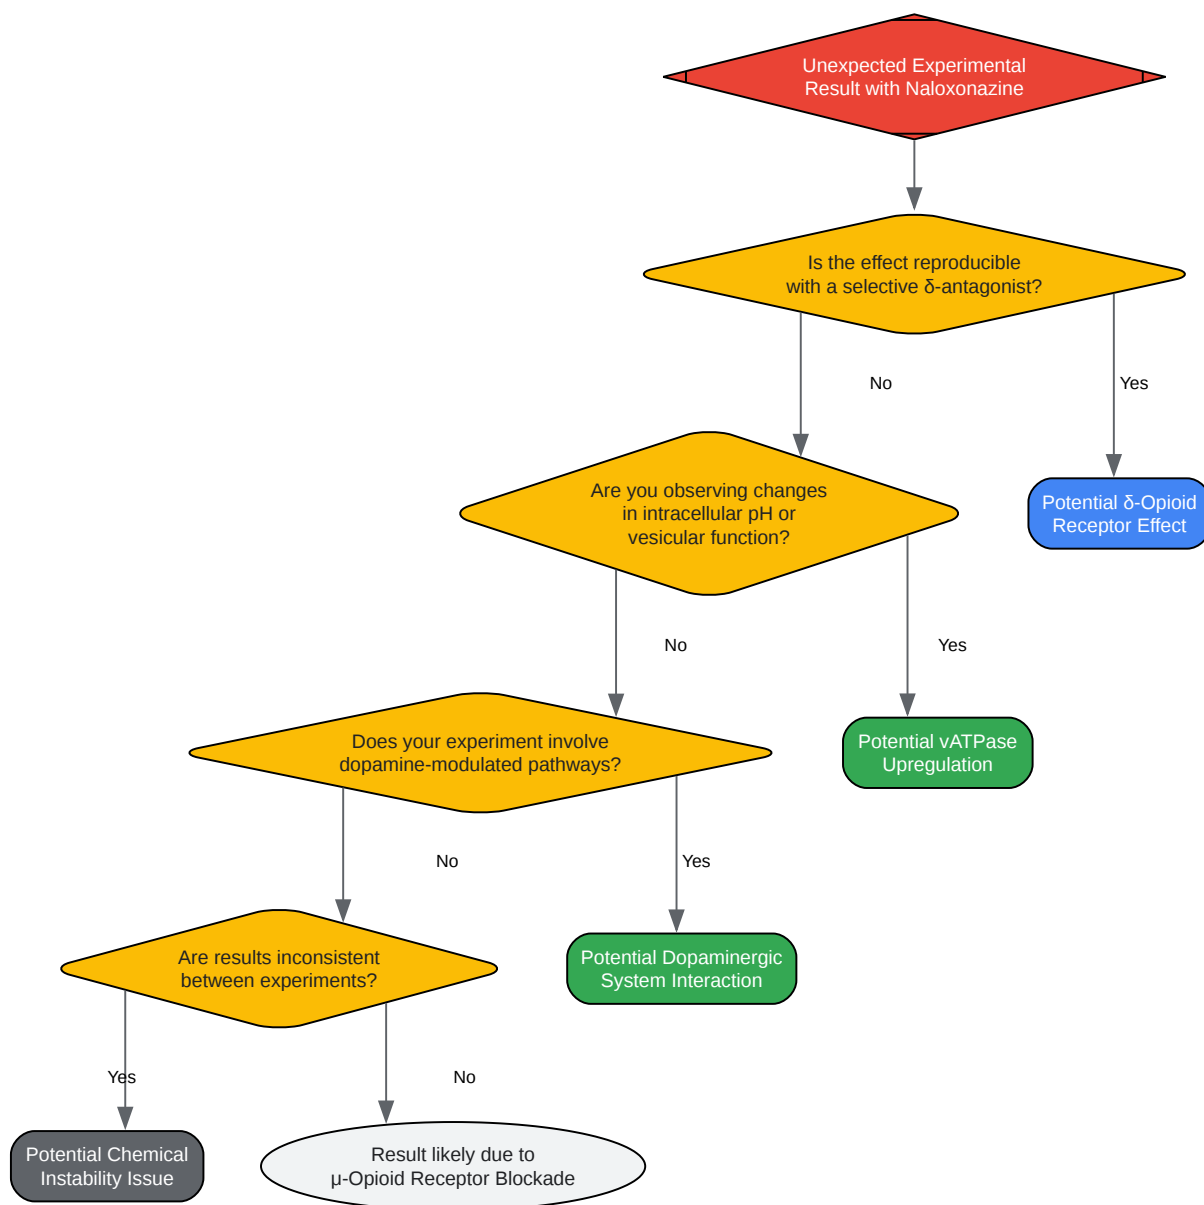 Unexpected Experimental
Result with Naloxonazine
Is the effect reproducible
with a selective δ-antagonist?
No
Yes
Are you observing changes
in intracellular pH or
vesicular function?
Potential δ-Opioid
Receptor Effect
No
Yes
Does your experiment involve
dopamine-modulated pathways?
Potential vATPase
Upregulation
No
Yes
Are results inconsistent
between experiments?
Potential Dopaminergic
System Interaction
Yes
No
Potential Chemical
Instability Issue
Result likely due to
μ-Opioid Receptor Blockade